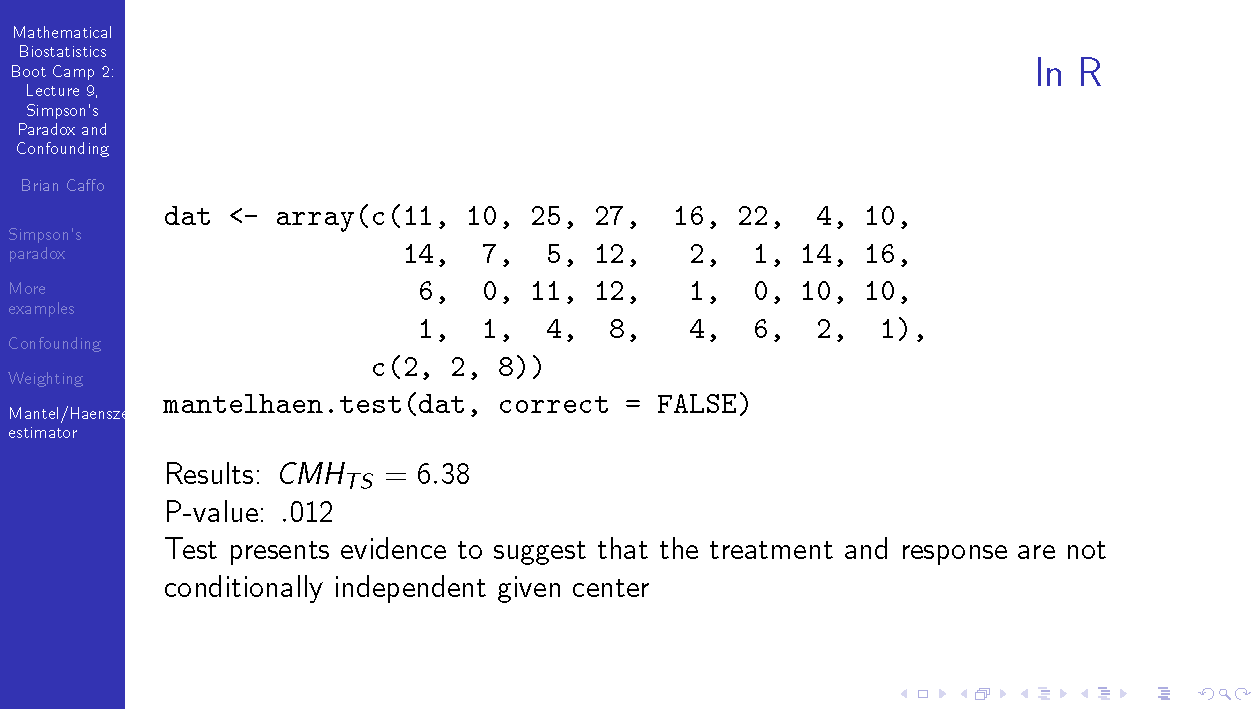 Mathematical
Biostatistics
Boot Camp 2:
Lecture 9,
Simpson's
Paradox and
Confounding
Brian Caffo
Simpson's
paradox
More
examples
Confounding
Weighting
Mantel/Haensze
estimator
In R
dat <- array(c(11, 10, 25, 27, 16, 22, 4, 10,
14, 7, 5, 12, 2, 1, 14, 16,
6, 0, 11, 12, 1, 0, 10, 10,
1, 1, 4, 8, 4, 6, 2, 1),
c(2, 2, 8))
mantelhaen.test(dat, correct = FALSE)
Results: CMH_TS = 6.38
P-value: .012
Test presents evidence to suggest that the treatment and response are not
conditionally independent given center